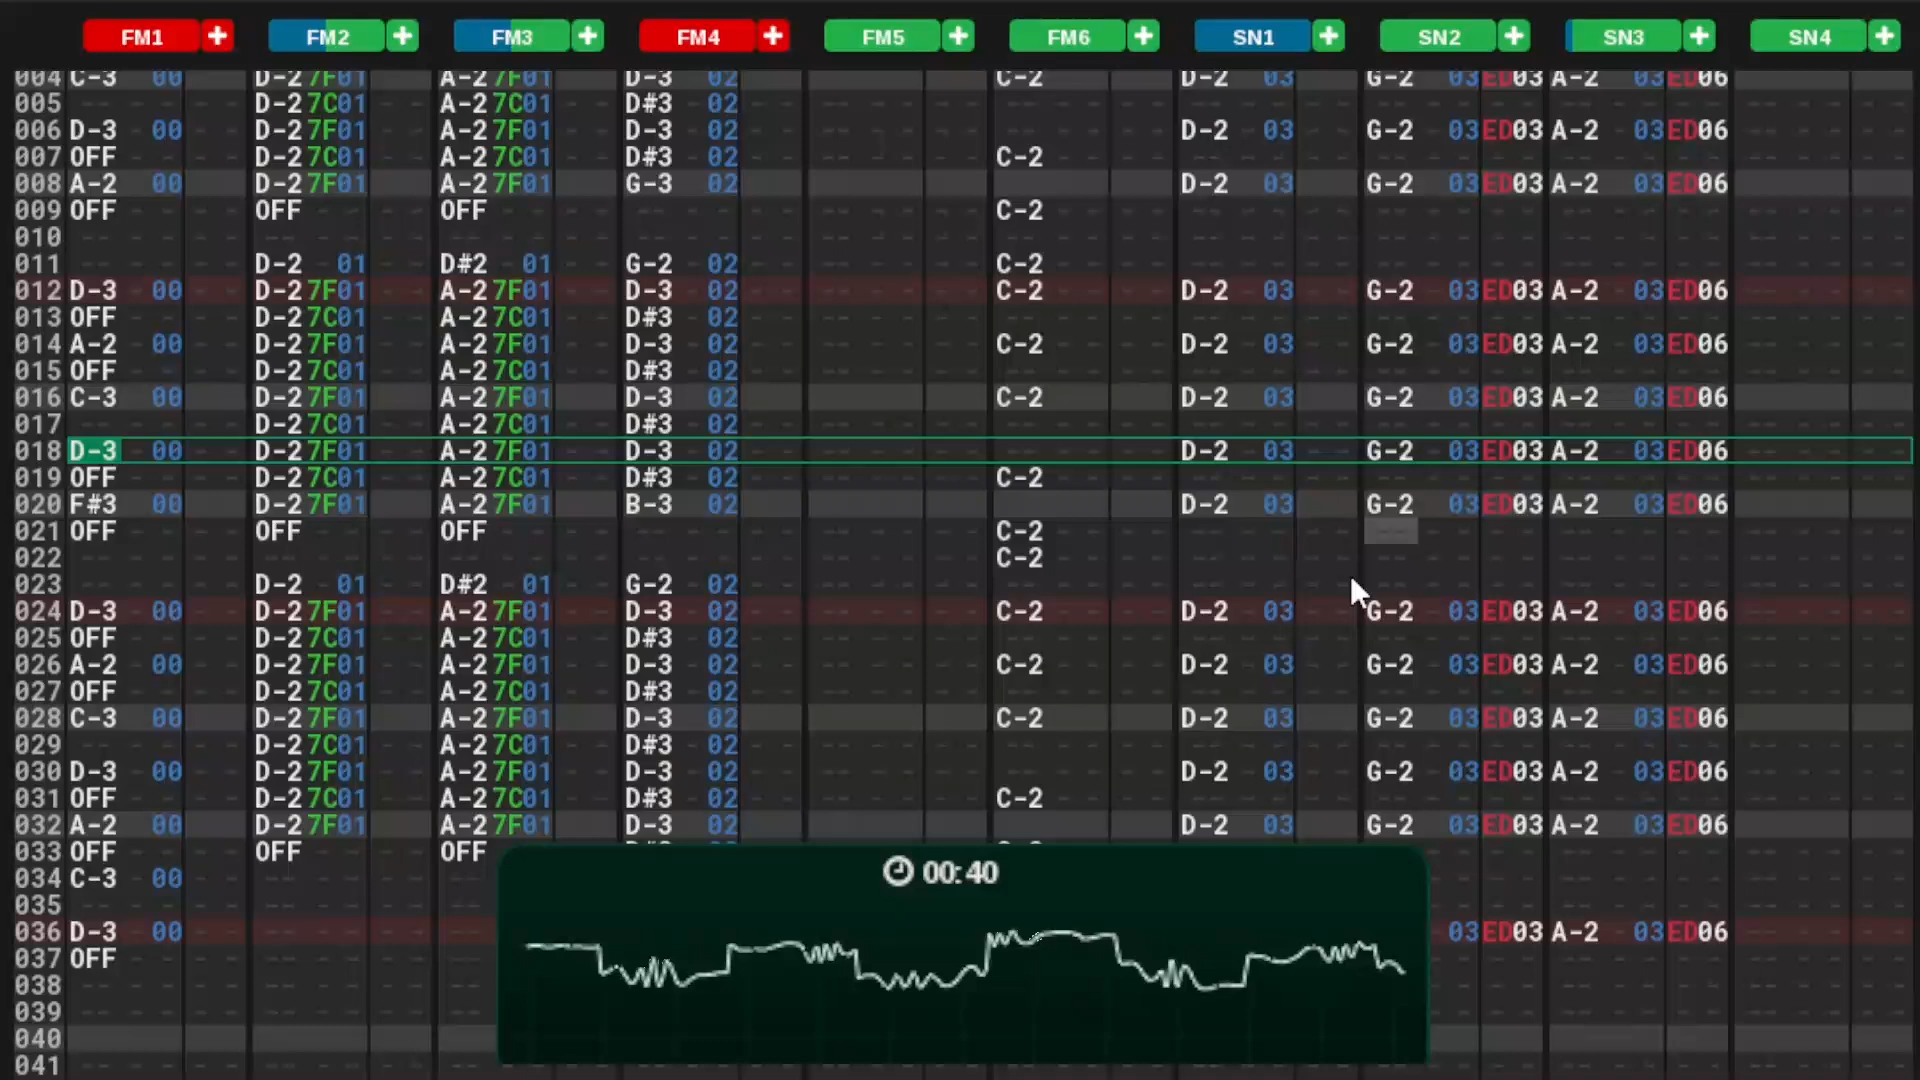 FM1 + FM2 + FM3 + FM4 + FM5 + FM6 + SN1 + SN2 + SN3 + SN4 +
004 C-3 00 D-2 7F01 A-2 7F01 D-3 02 C-2 D-2 03 G-2 03 ED03 A-2 03 ED06
005 D-2 7C01 A-2 7C01 D#3 02
006 D-3 00 D-2 7F01 A-2 7F01 D-3 02 D-2 03 G-2 03 ED03 A-2 03 ED06
007 OFF D-2 7C01 A-2 7C01 D#3 02 C-2
008 A-2 00 D-2 7F01 A-2 7F01 G-3 02 D-2 03 G-2 03 ED03 A-2 03 ED06
009 OFF OFF OFF C-2
010
011 D-2 01 D#2 01 G-2 02 C-2
012 D-3 00 D-2 7F01 A-2 7F01 D-3 02 C-2 D-2 03 G-2 03 ED03 A-2 03 ED06
013 OFF D-2 7C01 A-2 7C01 D#3 02
014 A-2 00 D-2 7F01 A-2 7F01 D-3 02 C-2 D-2 03 G-2 03 ED03 A-2 03 ED06
015 OFF D-2 7C01 A-2 7C01 D#3 02
016 C-3 00 D-2 7F01 A-2 7F01 D-3 02 C-2 D-2 03 G-2 03 ED03 A-2 03 ED06
017 D-2 7C01 A-2 7C01 D#3 02
018 D-3 00 D-2 7F01 A-2 7F01 D-3 02 D-2 03 G-2 03 ED03 A-2 03 ED06
019 OFF D-2 7C01 A-2 7C01 D#3 02 C-2
020 F#3 00 D-2 7F01 A-2 7F01 B-3 02 D-2 03 G-2 03 ED03 A-2 03 ED06
021 OFF OFF OFF C-2
022 C-2
023 D-2 01 D#2 01 G-2 02
024 D-3 00 D-2 7F01 A-2 7F01 D-3 02 C-2 D-2 03 G-2 03 ED03 A-2 03 ED06
025 OFF D-2 7C01 A-2 7C01 D#3 02
026 A-2 00 D-2 7F01 A-2 7F01 D-3 02 C-2 D-2 03 G-2 03 ED03 A-2 03 ED06
027 OFF D-2 7C01 A-2 7C01 D#3 02
028 C-3 00 D-2 7F01 A-2 7F01 D-3 02 C-2 D-2 03 G-2 03 ED03 A-2 03 ED06
029 D-2 7C01 A-2 7C01 D#3 02
030 D-3 00 D-2 7F01 A-2 7F01 D-3 02 D-2 03 G-2 03 ED03 A-2 03 ED06
031 OFF D-2 7C01 A-2 7C01 D#3 02 C-2
032 A-2 00 D-2 7F01 A-2 7F01 D-3 02 D-2 03 G-2 03 ED03 A-2 03 ED06
033 OFF OFF OFF
034 C-3 00
035
036 D-3 00 03 ED03 A-2 03 ED06
037 OFF
038
039
040
041
00:40